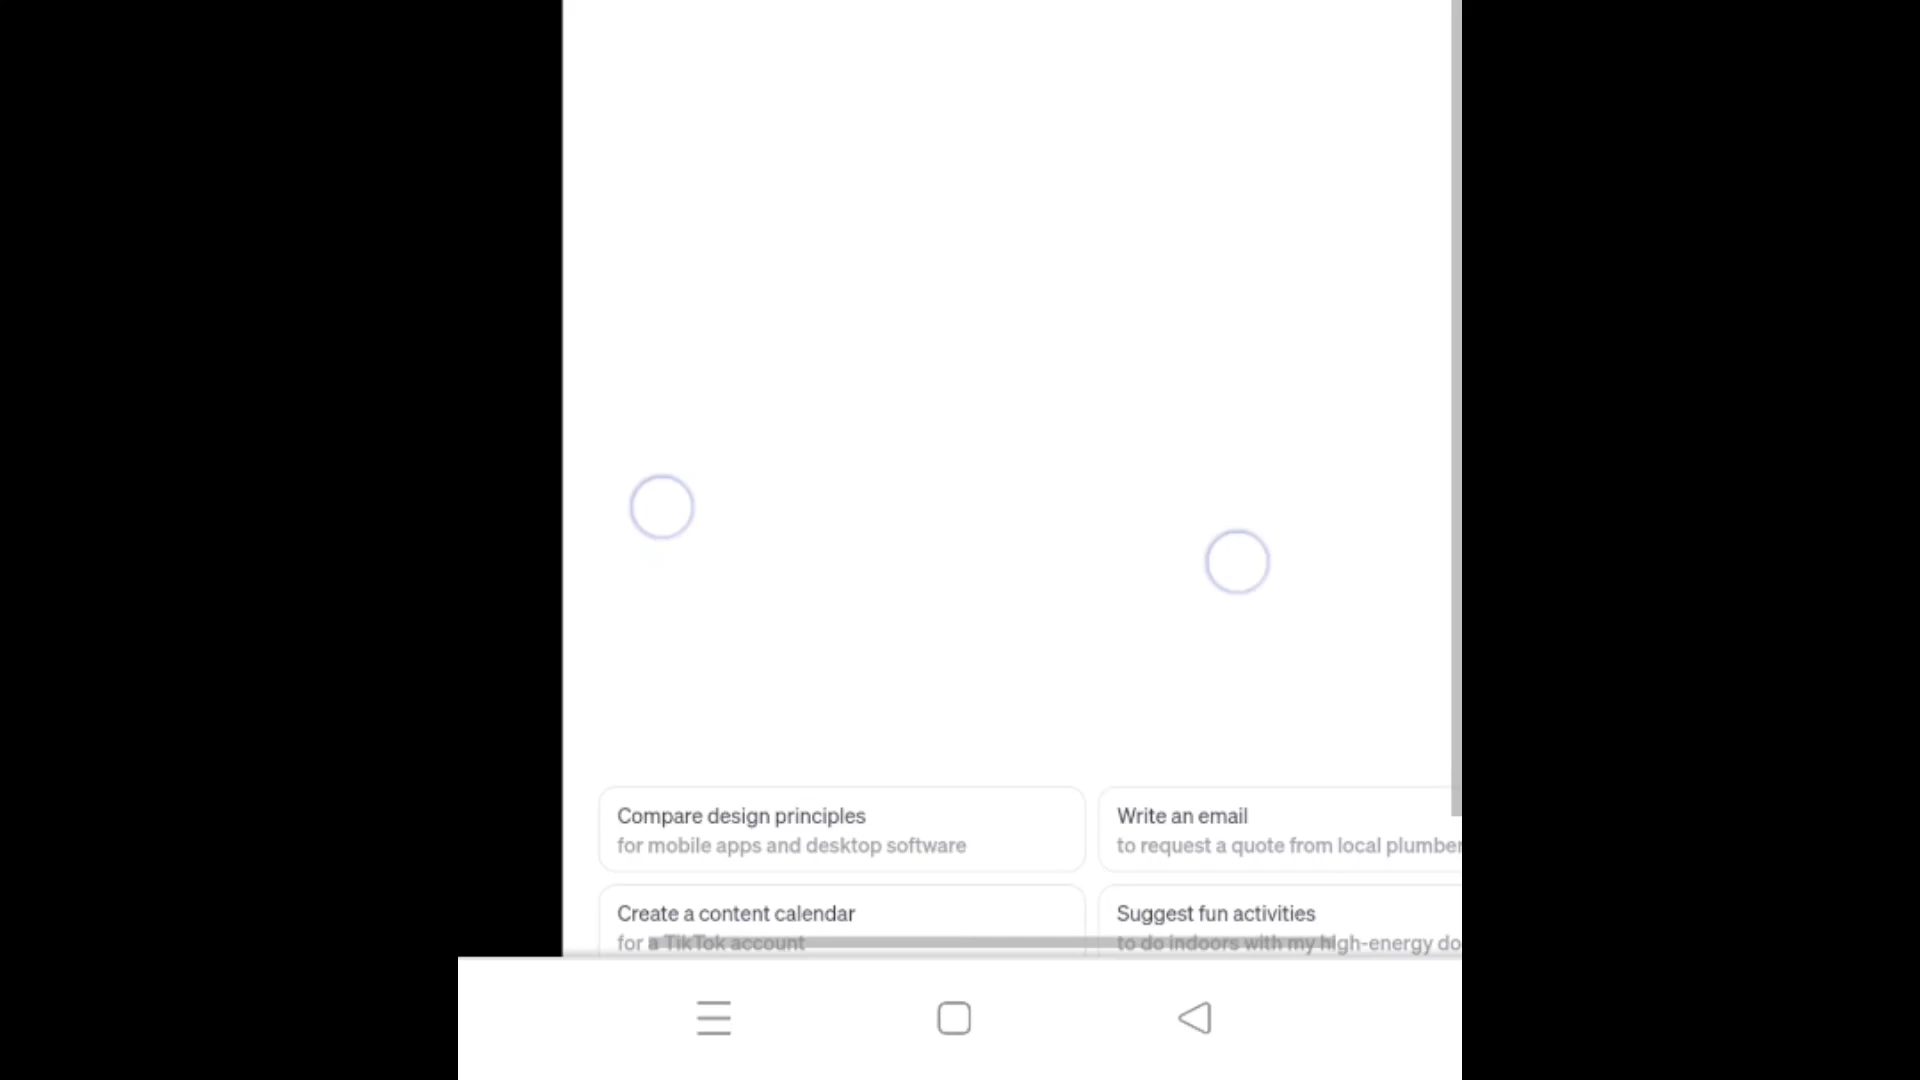 Compare design principles
for mobile apps and desktop software
Write an email
to request a quote from local plumber
Create a content calendar
for a TikTok account
Suggest fun activities
to do indoors with my high-energy do